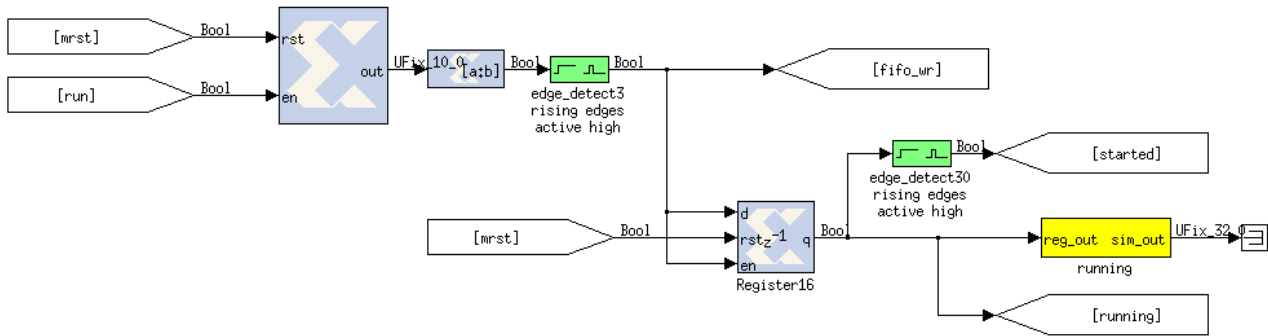 [mrst]
Bool
rst
[run]
Bool
en
out
UFix_10_0
[a:b]
Bool
Bool
edge_detect3
rising edges
active high
[fifo_wr]
[mrst]
Bool
d
rst
en
z-1
q
Bool
Register16
Bool
edge_detect30
rising edges
active high
[started]
reg_out sim_out
running
UFix_32_0
[running]